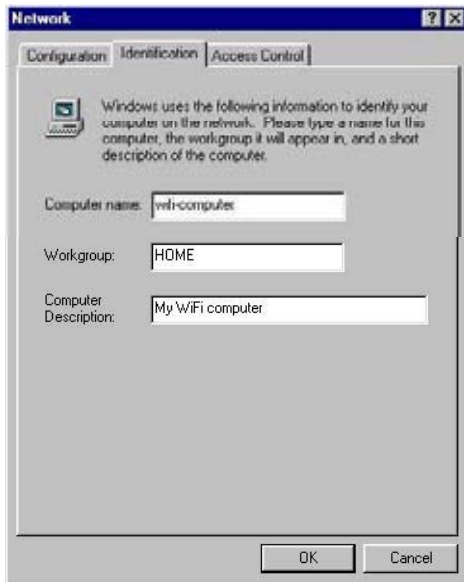 Network
Configuration Identification Access Control
Windows uses the following information to identify your
computer on the network. Please type a name for this
computer, the workgroup it will appear in, and a short
description of the computer.
Computer name: wifi-computer
Workgroup: HOME
Computer
Description: My WiFi computer
OK Cancel